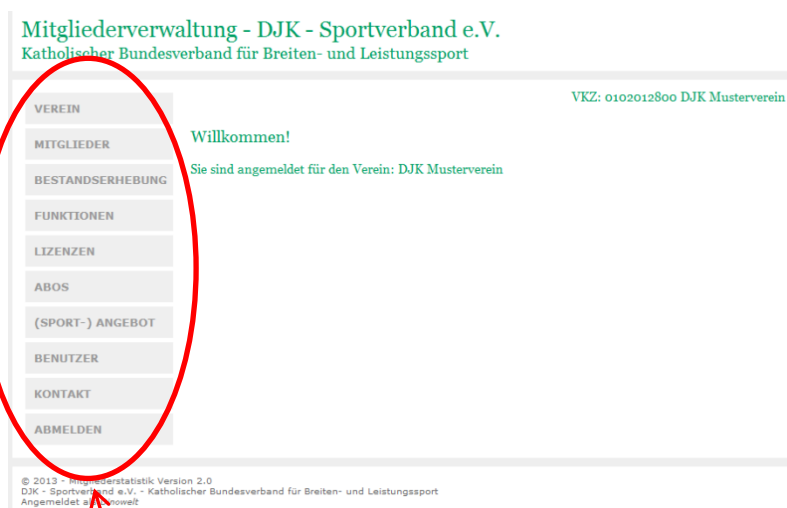 Mitgliederverwaltung - DJK - Sportverband e.V.
Katholischer Bundesverband für Breiten- und Leistungssport
VKZ: 0102012800 DJK Musterverein
VEREIN
MITGLIEDER
BESTANDSERHEBUNG
FUNKTIONEN
LIZENZEN
ABOS
(SPORT-) ANGEBOT
BENUTZER
KONTAKT
ABMELDEN
Willkommen!
Sie sind angemeldet für den Verein: DJK Musterverein
© 2013 - Mitgliederstatistik Version 2.0
DJK - Sportverband e.V. - Katholischer Bundesverband für Breiten- und Leistungssport
Angemeldet als